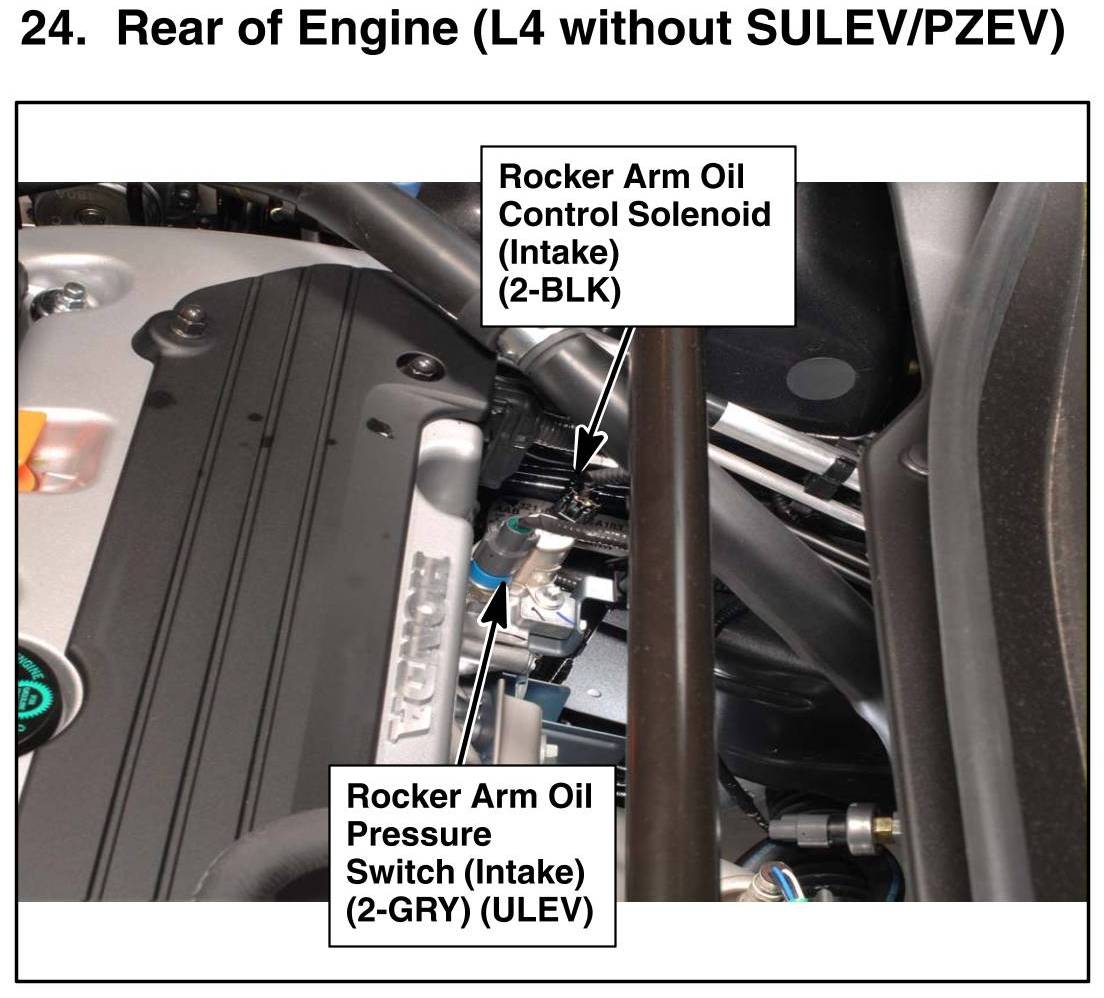 24. Rear of Engine (L4 without SULEV/PZEV)
Rocker Arm Oil
Control Solenoid
(Intake)
(2-BLK)
HONDA
ENGINE
Rocker Arm Oil
Pressure
Switch (Intake)
(2-GRY) (ULEV)